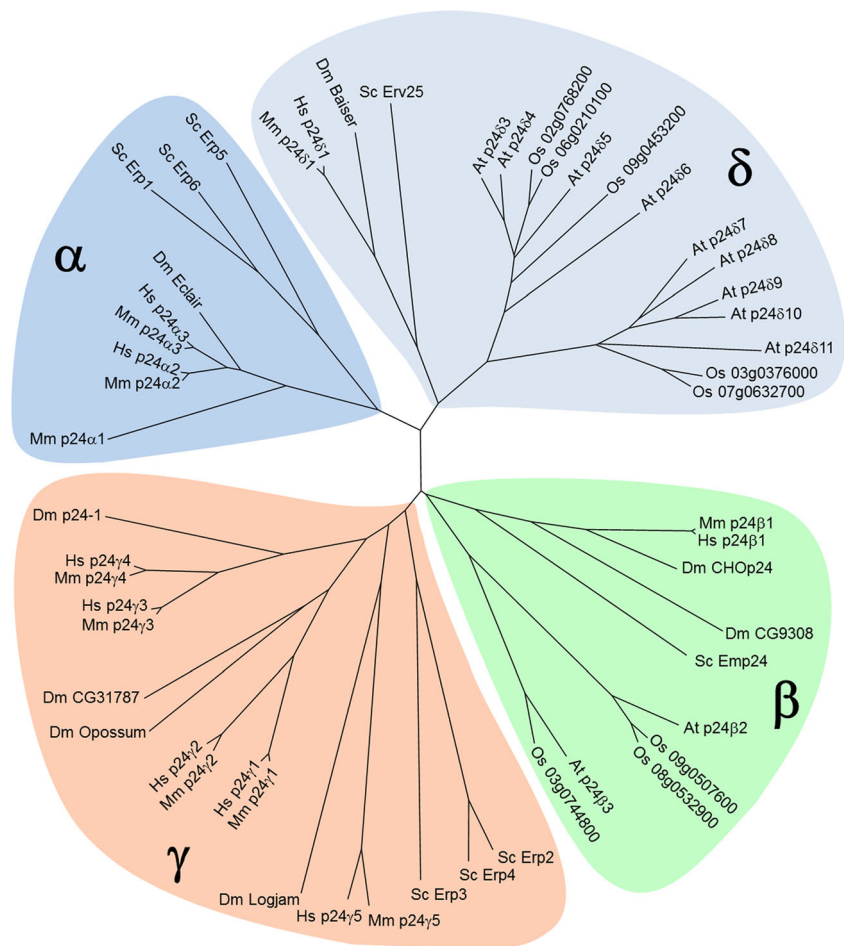 α
Sc Erp1
Sc Erp6
Sc Erp5
Dm Eclair
Hs p24α3
Mm p24α3
Hs p24α2
Mm p24α2
Mm p24α1
δ
Mm p24δ1
Hs p24δ1
Dm Baiser
Sc Erv25
At p24δ3
At p24δ4
Os 02g0768200
Os 06g0210100
At p24δ5
Os 09g0453200
At p24δ6
At p24δ7
At p24δ8
At p24δ9
At p24δ10
At p24δ11
Os 03g0376000
Os 07g0632700
β
Mm p24β1
Hs p24β1
Dm CHOp24
Dm CG9308
Sc Emp24
At p24β2
Os 09g0507600
Os 08g0532900
At p24β3
Os 03g0744800
γ
Dm p24-1
Hs p24γ4
Mm p24γ4
Hs p24γ3
Mm p24γ3
Dm CG31787
Dm Opossum
Hs p24γ2
Mm p24γ2
Hs p24γ1
Mm p24γ1
Dm Logjam
Hs p24γ5
Mm p24γ5
Sc Erp3
Sc Erp4
Sc Erp2